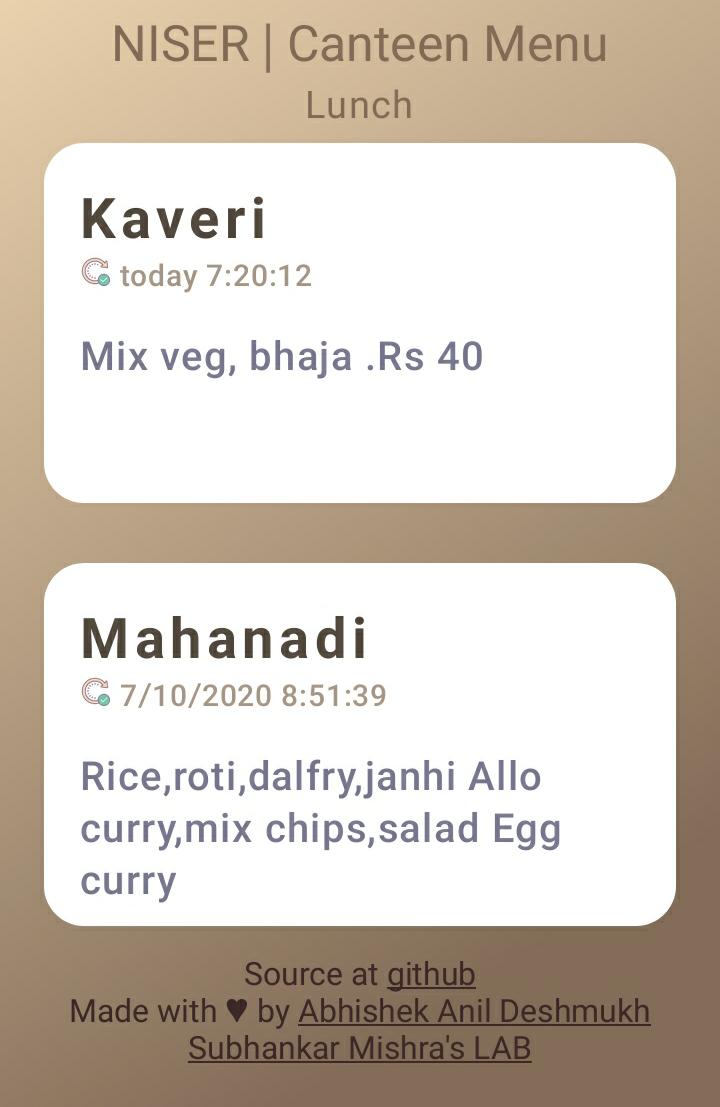 NISER | Canteen Menu
Lunch
Kaveri
today 7:20:12
Mix veg, bhaja .Rs 40
Mahanadi
7/10/2020 8:51:39
Rice,roti,dalfry,janhi Allo
curry,mix chips,salad Egg
curry
Source at github
Made with ♥ by Abhishek Anil Deshmukh
Subhankar Mishra's LAB